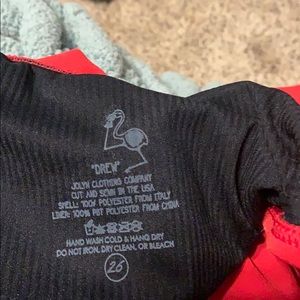 "DREW"
JOLYN CLOTHING COMPANY
CUT AND SEWN IN THE USA
SHELL: 100% POLYESTER FROM ITALY
LINER: 100% PBT POLYESTER FROM CHINA
HAND WASH COLD & HANG DRY
DO NOT IRON, DRY CLEAN, OR BLEACH
26